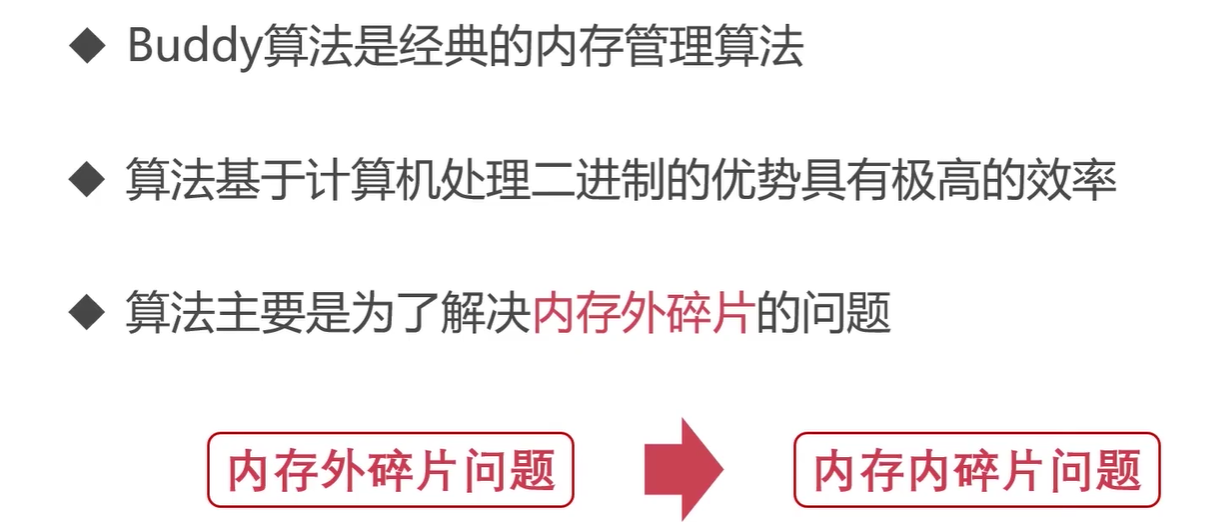 ◆ Buddy算法是经典的内存管理算法
◆ 算法基于计算机处理二进制的优势具有极高的效率
◆ 算法主要是为了解决内存外碎片的问题
内存外碎片问题
内存内碎片问题